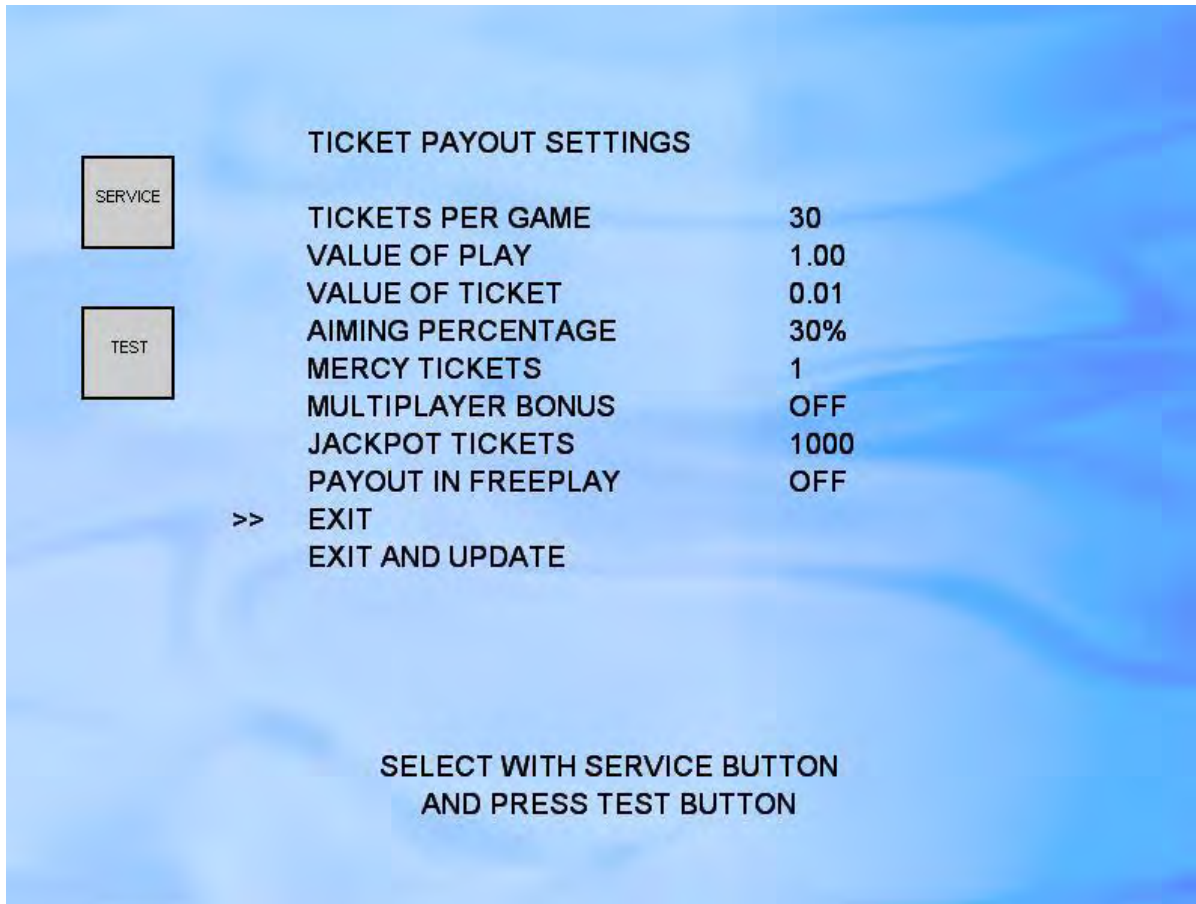 TICKET PAYOUT SETTINGS
SERVICE
TICKETS PER GAME 30
VALUE OF PLAY 1.00
VALUE OF TICKET 0.01
AIMING PERCENTAGE 30%
TEST
MERCY TICKETS 1
MULTIPLAYER BONUS OFF
JACKPOT TICKETS 1000
PAYOUT IN FREEPLAY OFF
>> EXIT
EXIT AND UPDATE
SELECT WITH SERVICE BUTTON
AND PRESS TEST BUTTON